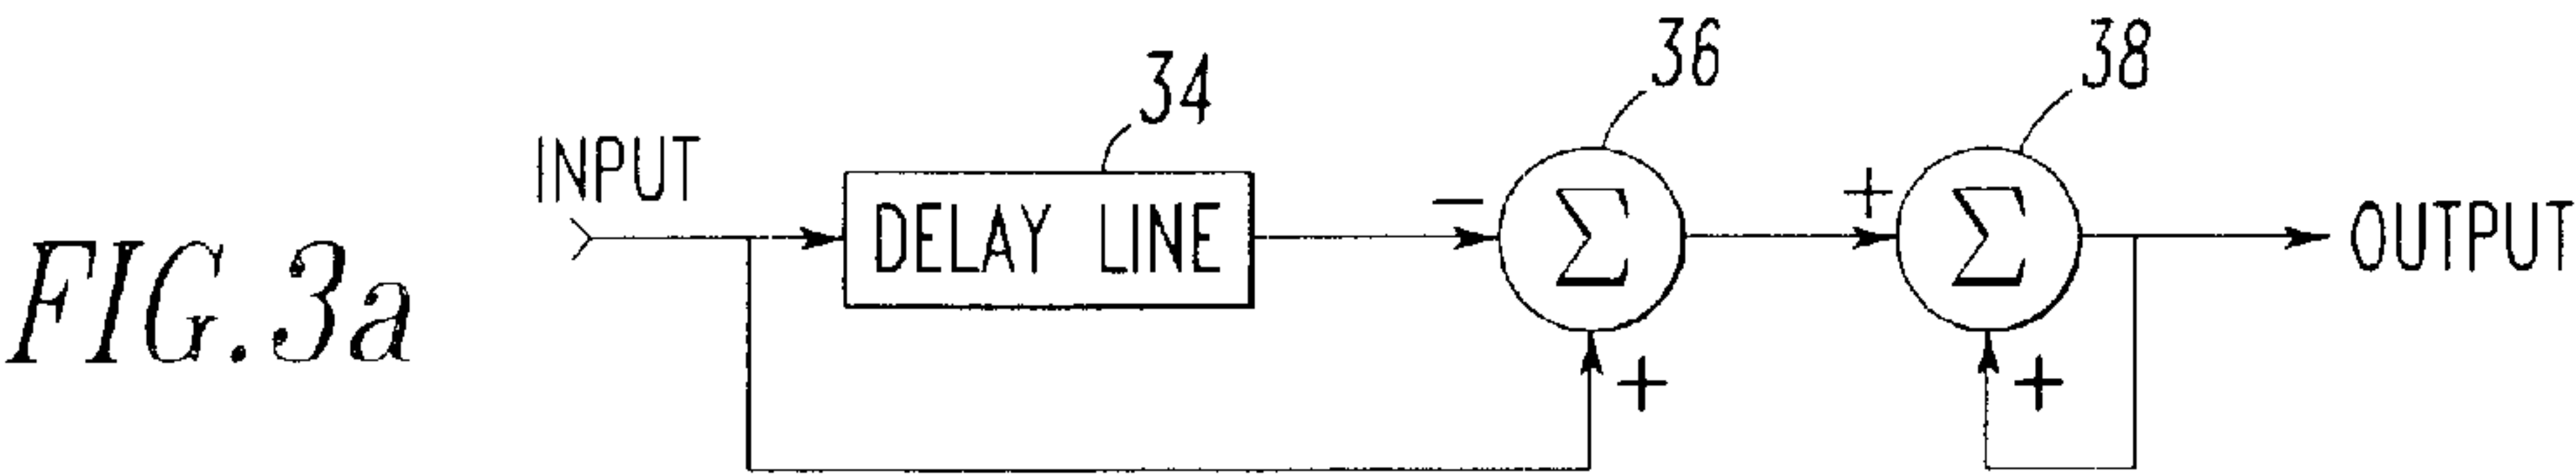 34
36
38
INPUT
DELAY LINE
− Σ
+ Σ
OUTPUT
+
+
FIG.3a